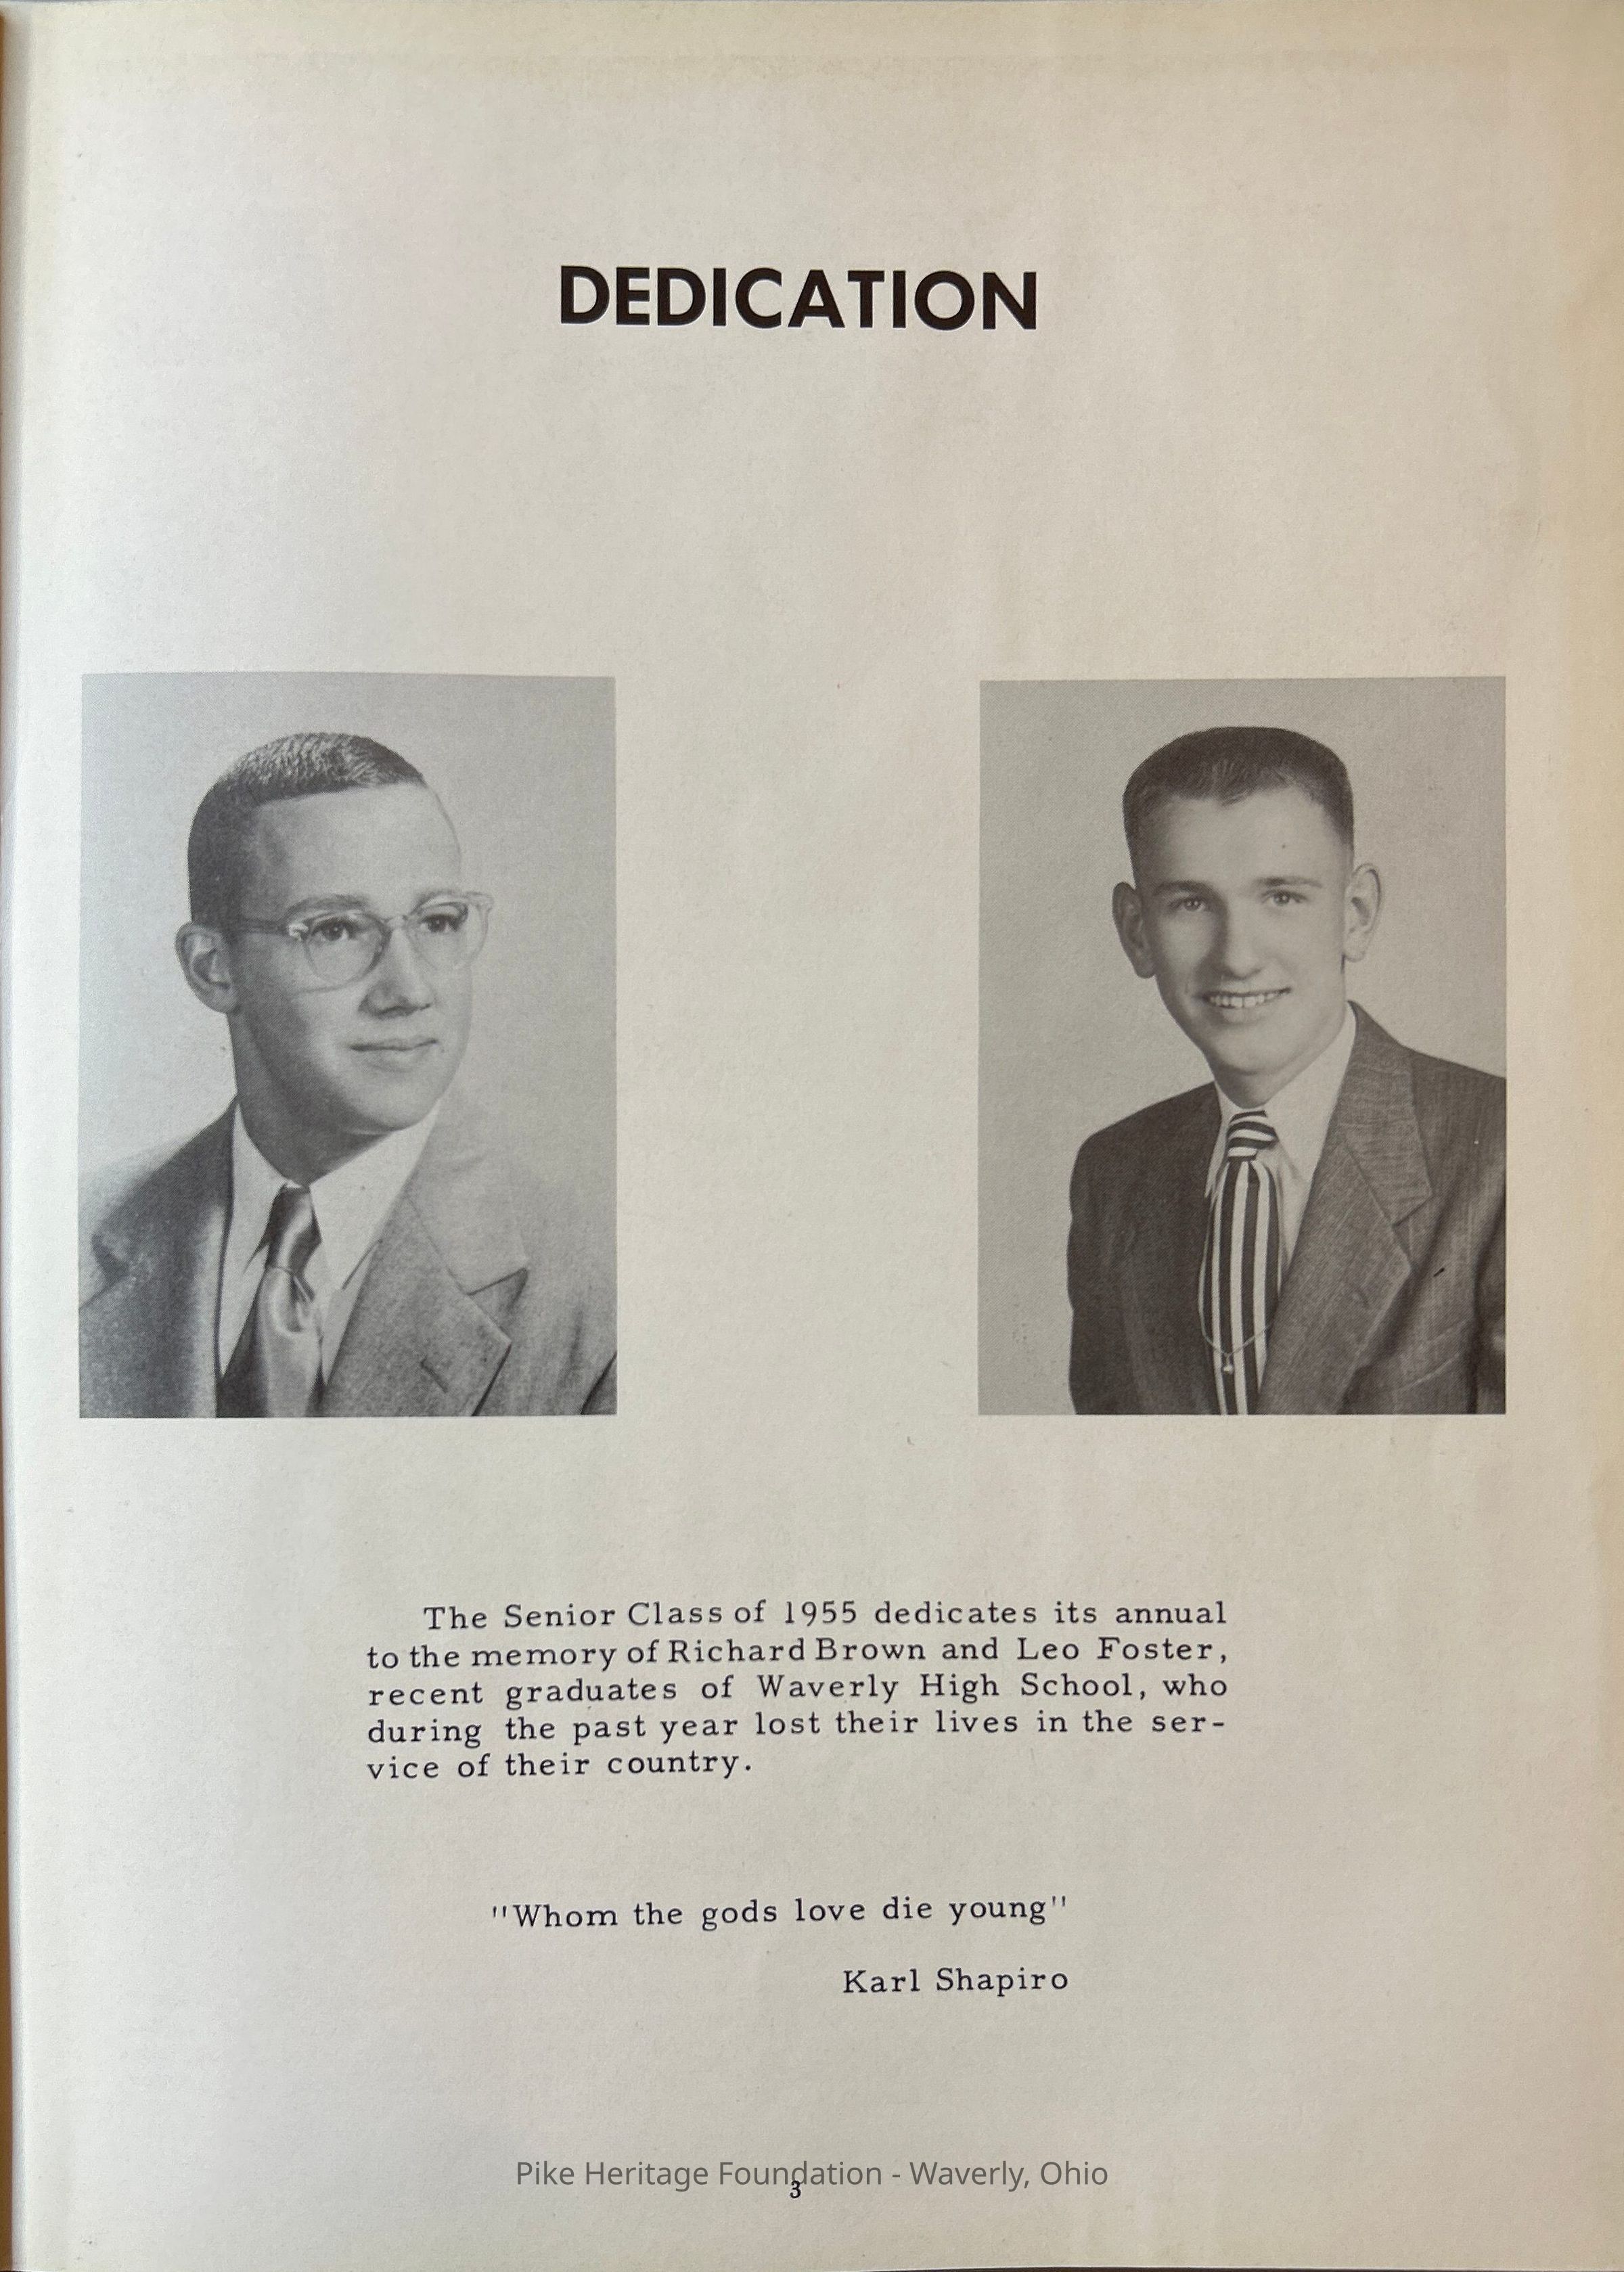 DEDICATION
The Senior Class of 1955 dedicates its annual
to the memory of Richard Brown and Leo Foster,
recent graduates of Waverly High School, who
during the past year lost their lives in the ser-
vice of their country.
"Whom the gods love die young"
Karl Shapiro
Pike Heritage Foundation - Waverly, Ohio
3